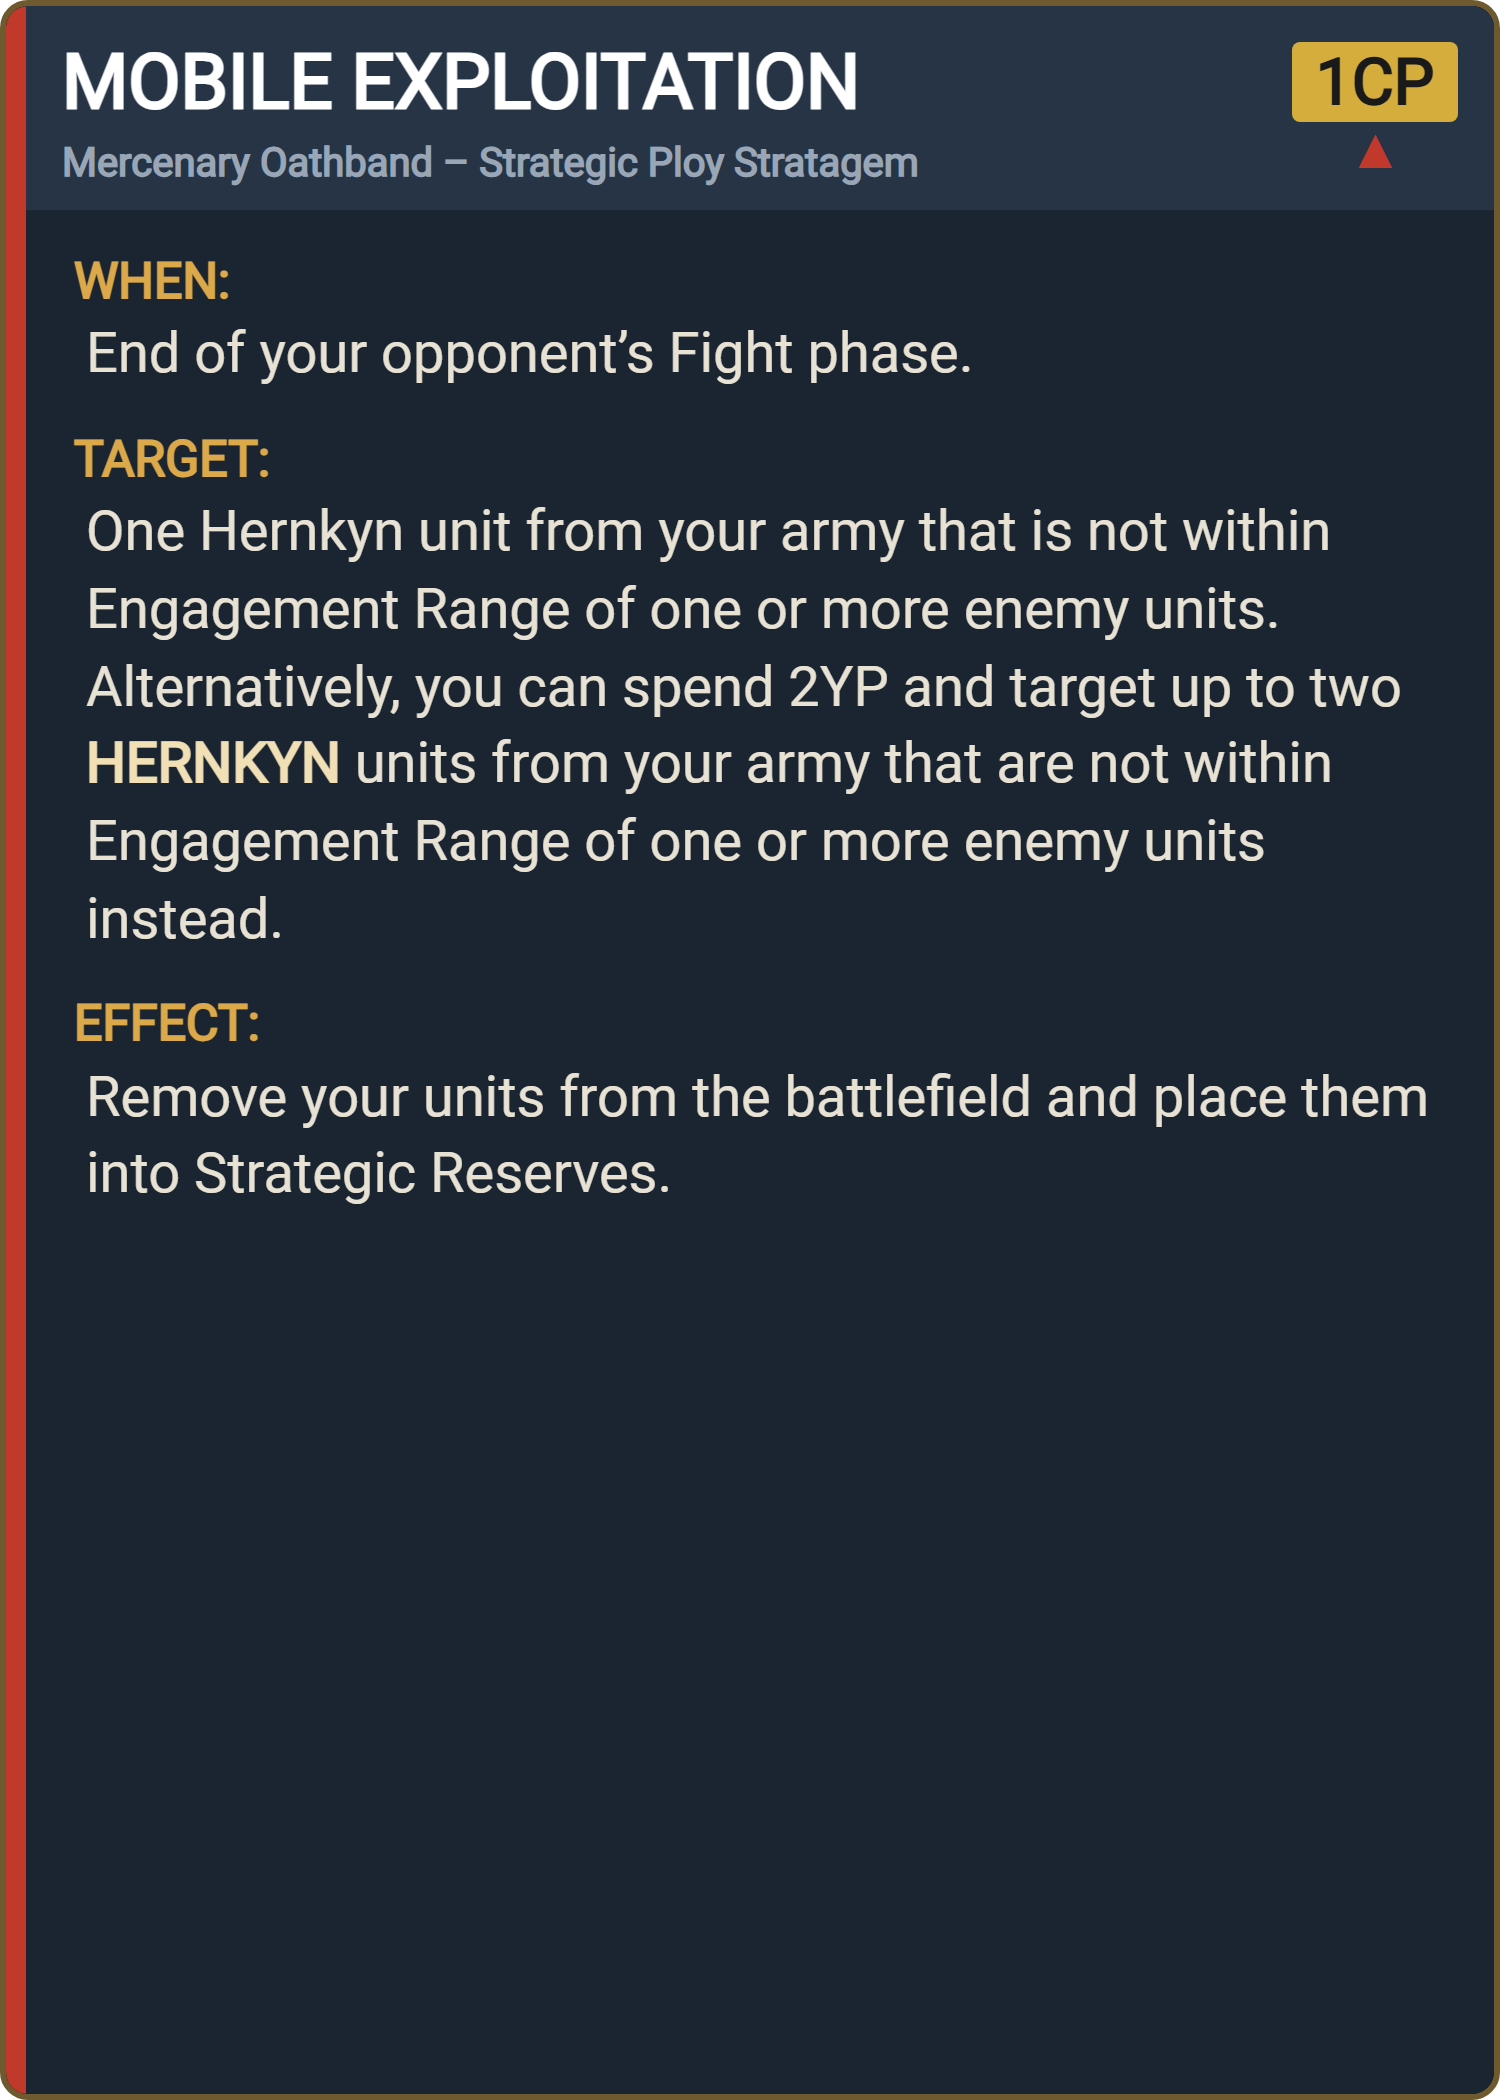 MOBILE EXPLOITATION
1CP
Mercenary Oathband – Strategic Ploy Stratagem
WHEN:
End of your opponent’s Fight phase.
TARGET:
One Hernkyn unit from your army that is not within
Engagement Range of one or more enemy units.
Alternatively, you can spend 2YP and target up to two
HERNKYN units from your army that are not within
Engagement Range of one or more enemy units
instead.
EFFECT:
Remove your units from the battlefield and place them
into Strategic Reserves.